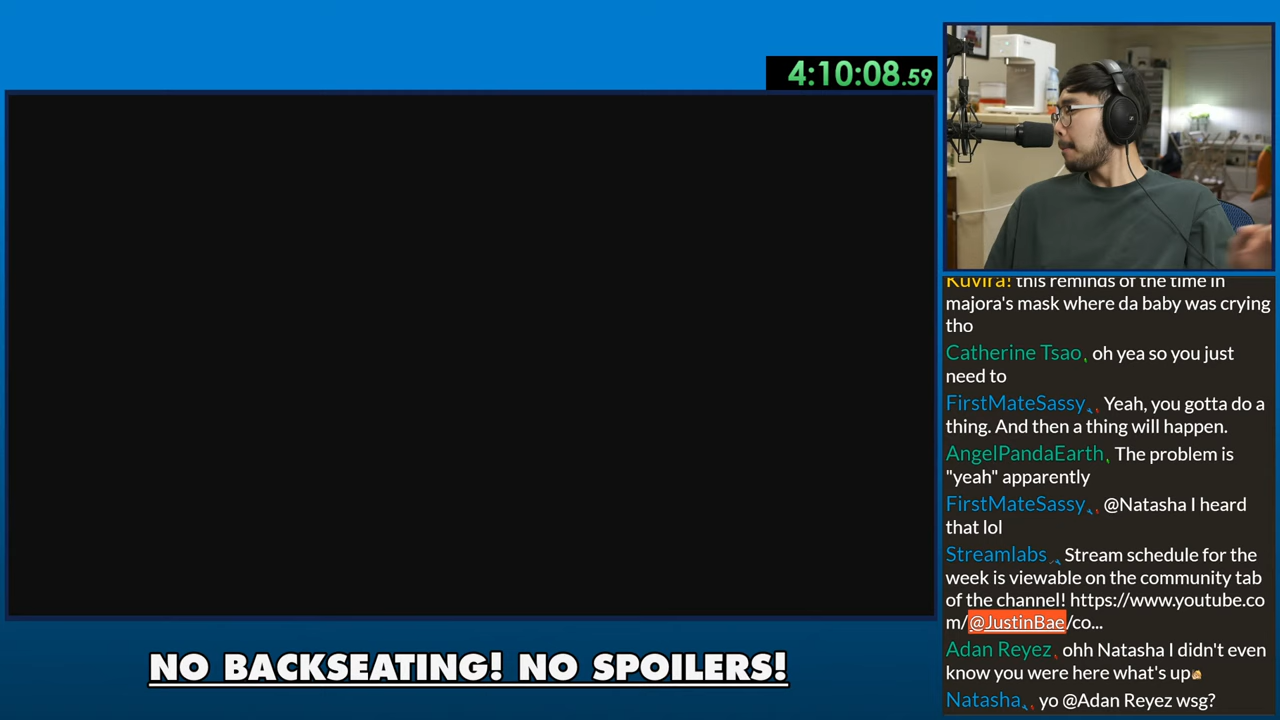 4:10:08.59
Kuvira! this reminds of the time in
majora's mask where da baby was crying
tho
Catherine Tsao oh yea so you just
need to
FirstMateSassy Yeah, you gotta do a
thing. And then a thing will happen.
AngelPandaEarth The problem is
"yeah" apparently
FirstMateSassy @Natasha I heard
that lol
Streamlabs Stream schedule for the
week is viewable on the community tab
of the channel! https://www.youtube.co
m/@JustinBae/co...
Adan Reyez ohh Natasha I didn't even
know you were here what's up
Natasha yo @Adan Reyez wsg?
NO BACKSEATING! NO SPOILERS!